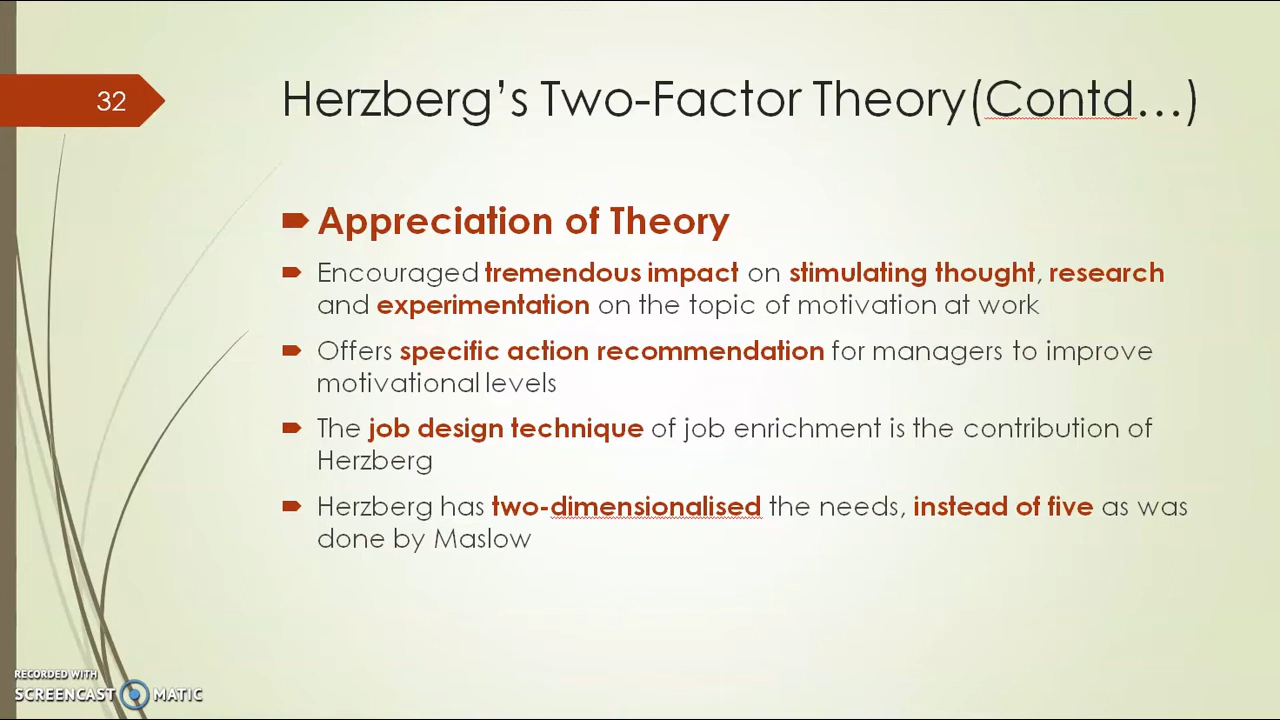 32
Herzberg’s Two-Factor Theory(Contd…)
Appreciation of Theory
Encouraged tremendous impact on stimulating thought, research
and experimentation on the topic of motivation at work
Offers specific action recommendation for managers to improve
motivational levels
The job design technique of job enrichment is the contribution of
Herzberg
Herzberg has two-dimensionalised the needs, instead of five as was
done by Maslow
RECORDED WITH
SCREENCAST MATIC